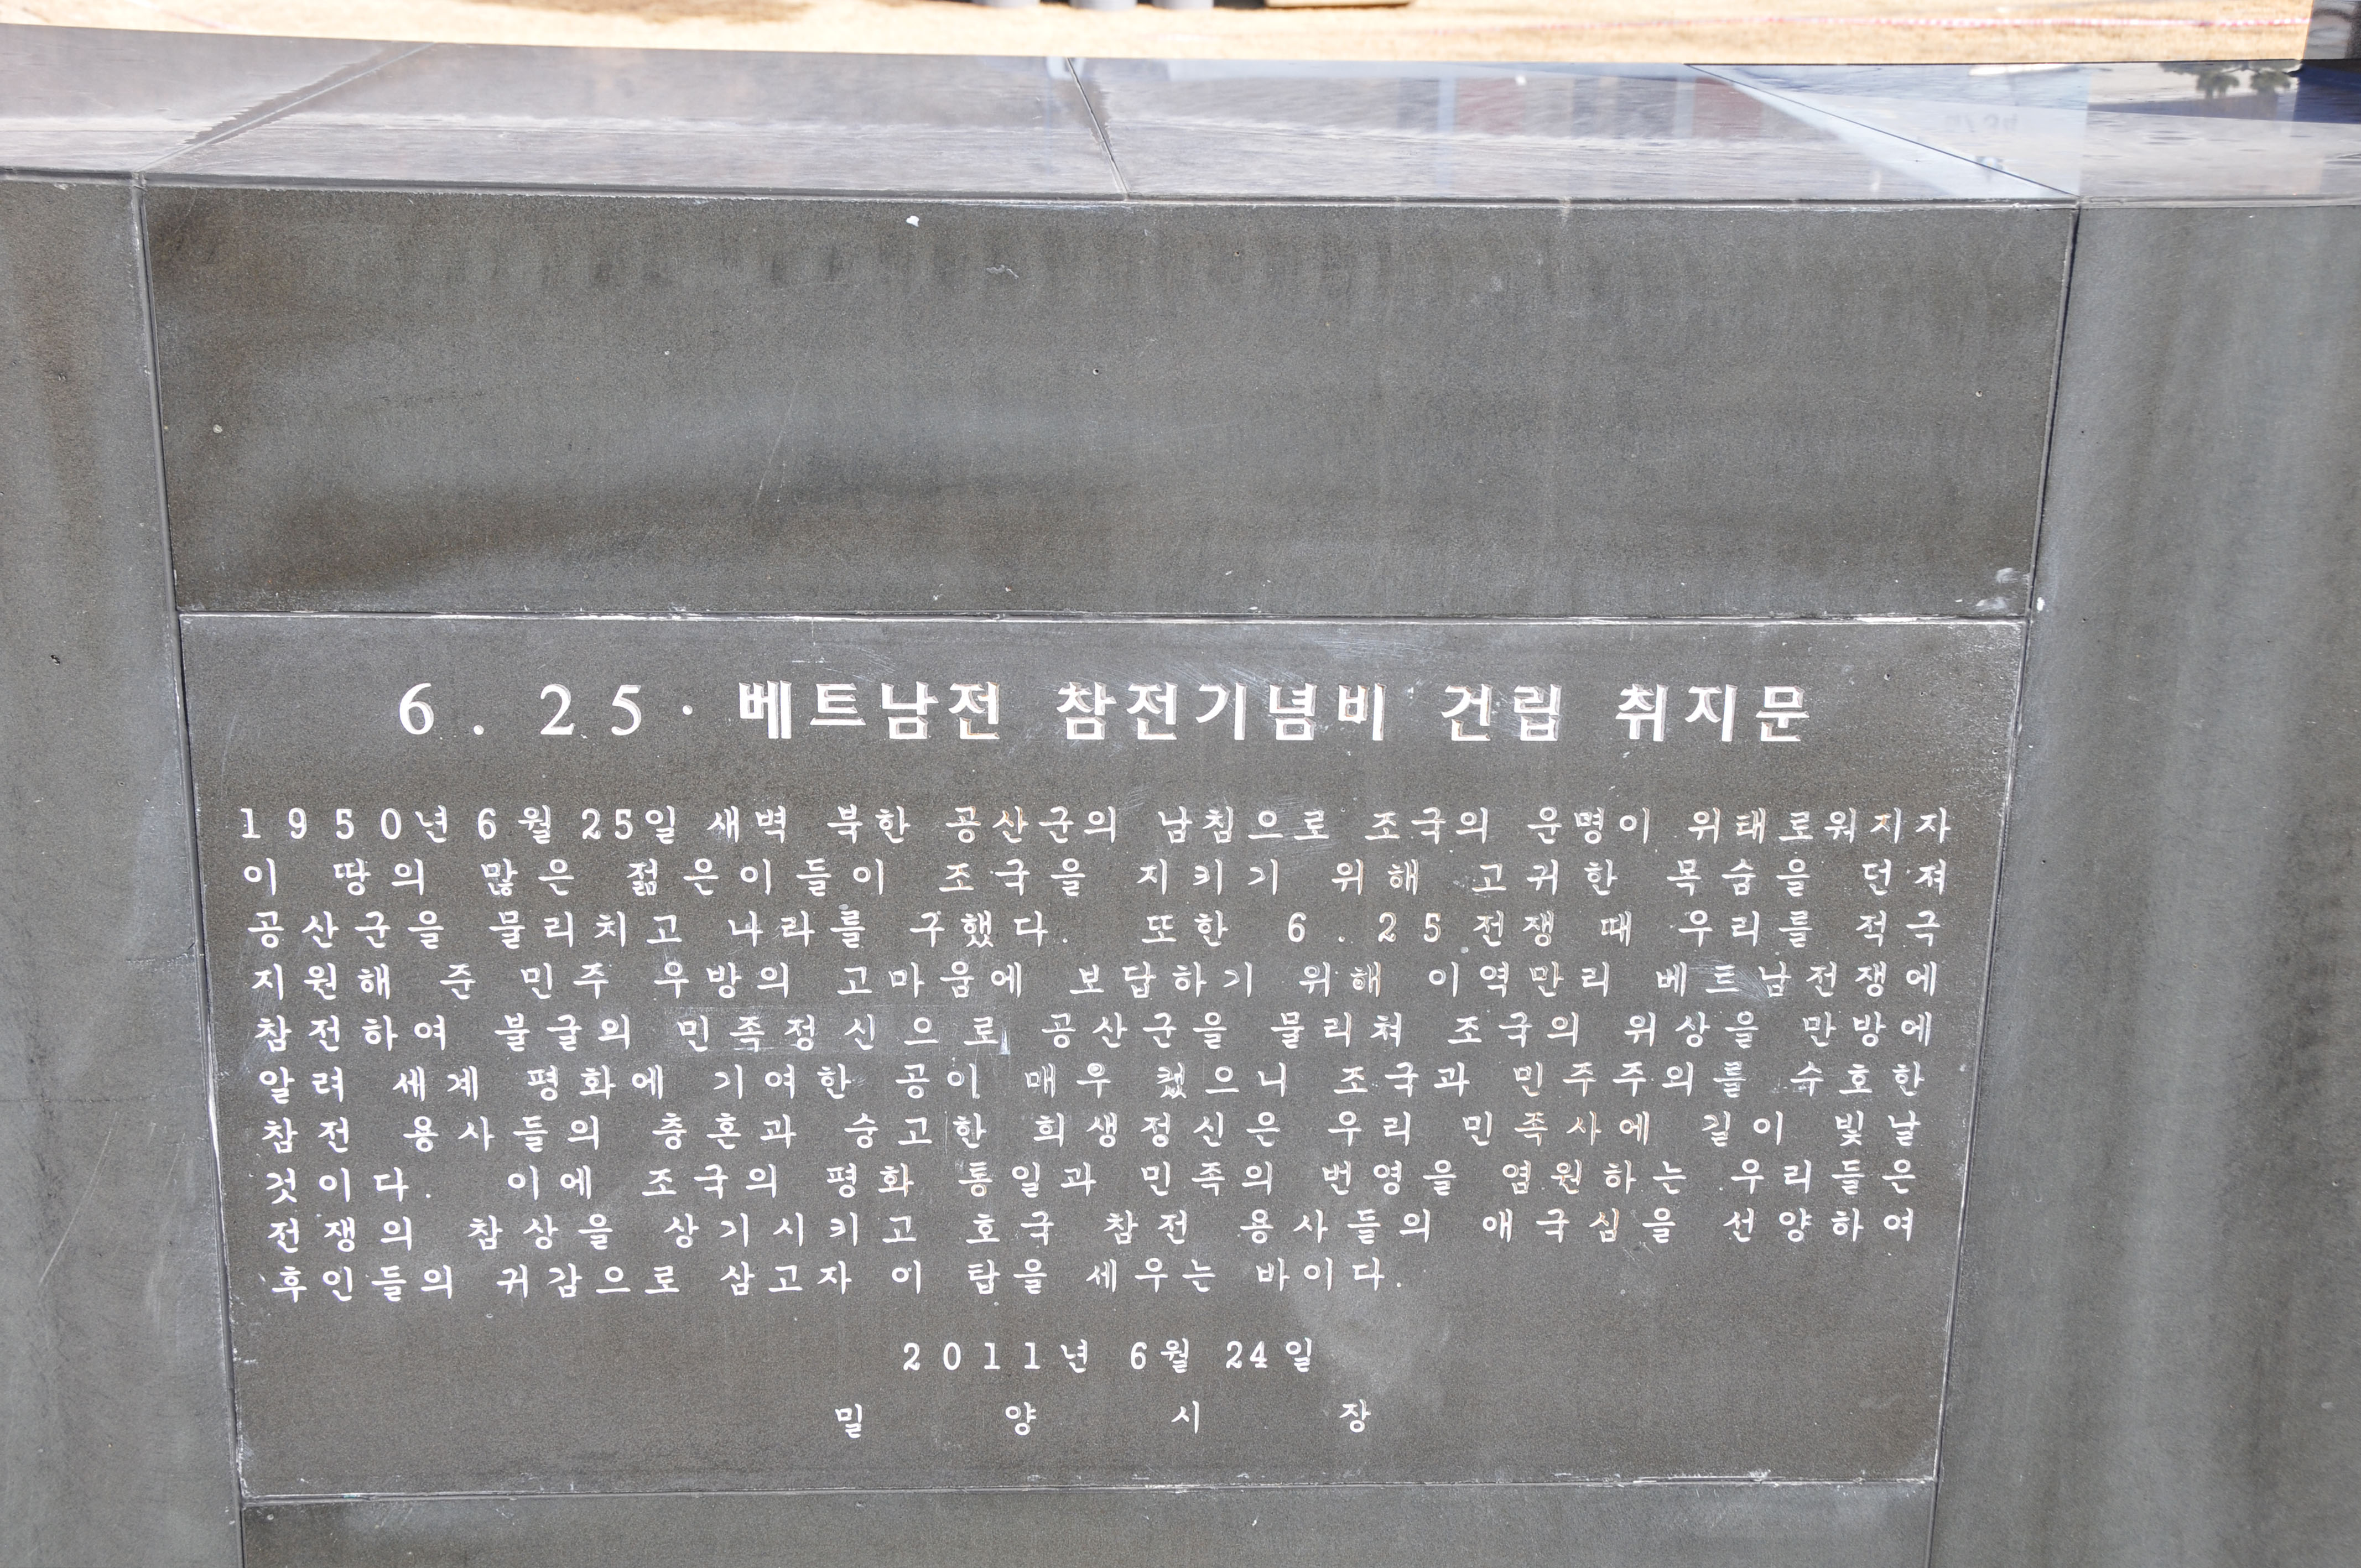 6. 25· 베트남전 참전기념비 건립 취지문
1950년 6월 25일 새벽 북한 공산군의 남침으로 조국의 운명이 위태로워지자
이 땅의 많은 젊은이들이 조국을 지키기 위해 고귀한 목숨을 던져
공산군을 물리치고 나라를 구했다. 또한 6.25전쟁 때 우리를 적극
지원해 준 민주 우방의 고마움에 보답하기 위해 이역만리 베트남전쟁에
참전하여 불굴의 민족정신으로 공산군을 물리쳐 조국의 위상을 만방에
알려 세계 평화에 기여한 공이 매우 컸으니 조국과 민주주의를 수호한
참전 용사들의 충혼과 숭고한 희생정신은 우리 민족사에 길이 빛날
것이다. 이에 조국의 평화 통일과 민족의 번영을 염원하는 우리들은
전쟁의 참상을 상기시키고 호국 참전 용사들의 애국심을 선양하여
후인들의 귀감으로 삼고자 이 탑을 세우는 바이다.
2011년 6월 24일
밀 양 시 장